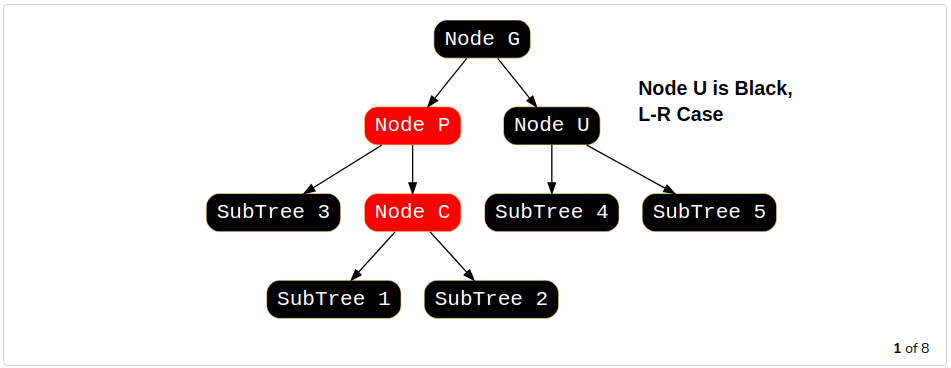 Node G
Node U is Black,
L-R Case
Node P
Node U
SubTree 3
Node C
SubTree 4
SubTree 5
SubTree 1
SubTree 2
1 of 8